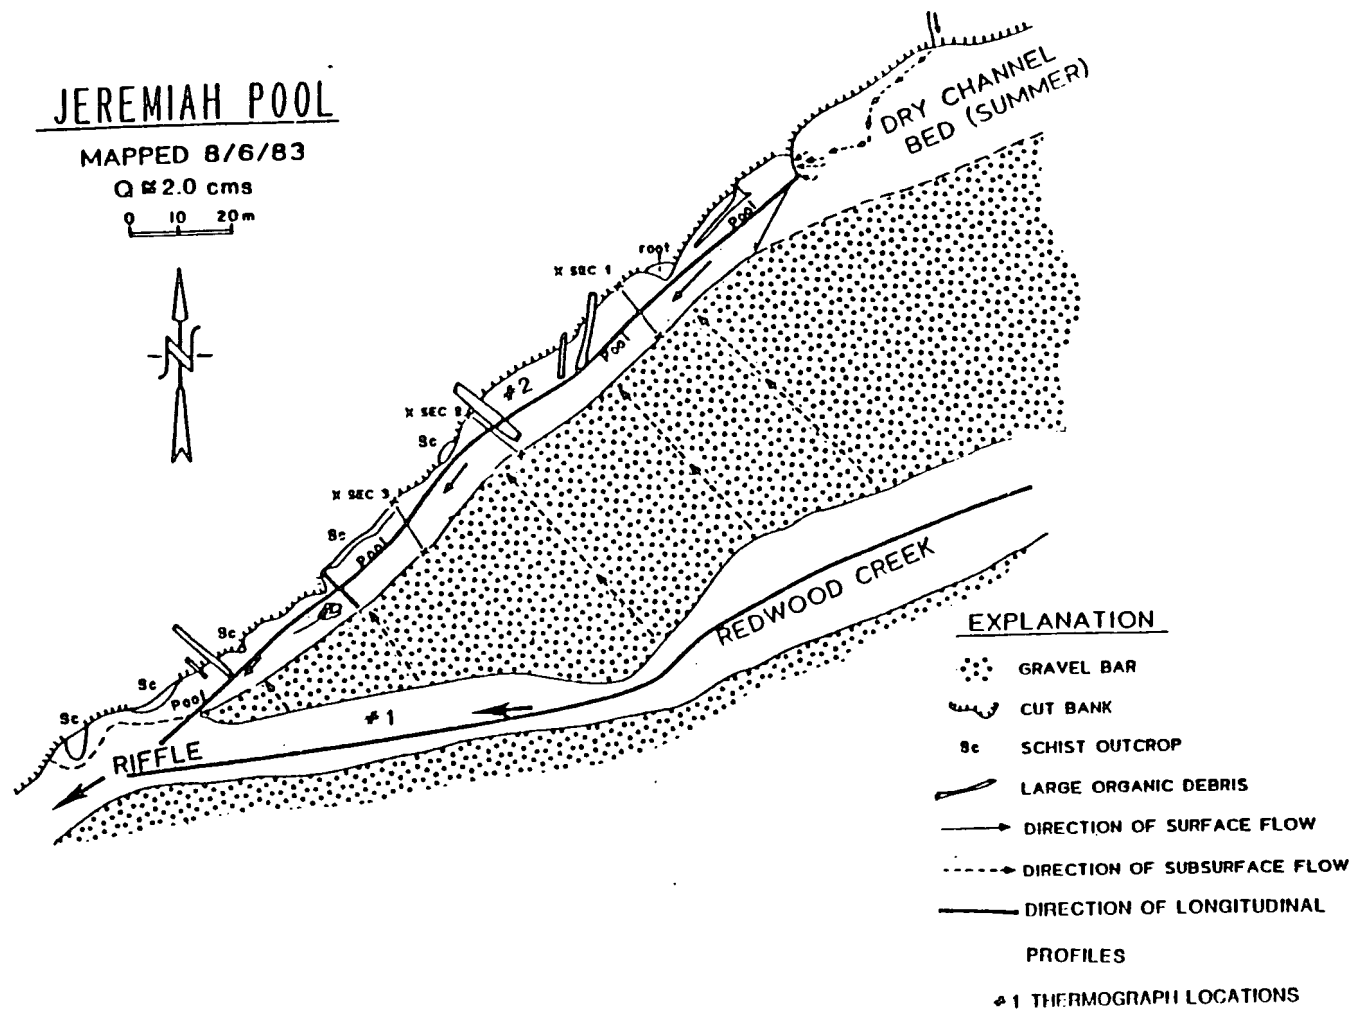 JEREMIAH POOL
MAPPED 8/6/83
Q ≅ 2.0 cms
0 10 20 m
N
DRY CHANNEL
BED (SUMMER)
Pool
root
X SEC 1
Pool
#2
X SEC 2
Sc
X SEC 3
Sc
Pool
Sc
Sc
Pool
Sc
RIFFLE
#1
REDWOOD CREEK
EXPLANATION
GRAVEL BAR
CUT BANK
Sc SCHIST OUTCROP
LARGE ORGANIC DEBRIS
DIRECTION OF SURFACE FLOW
DIRECTION OF SUBSURFACE FLOW
DIRECTION OF LONGITUDINAL
PROFILES
#1 THERMOGRAPH LOCATIONS